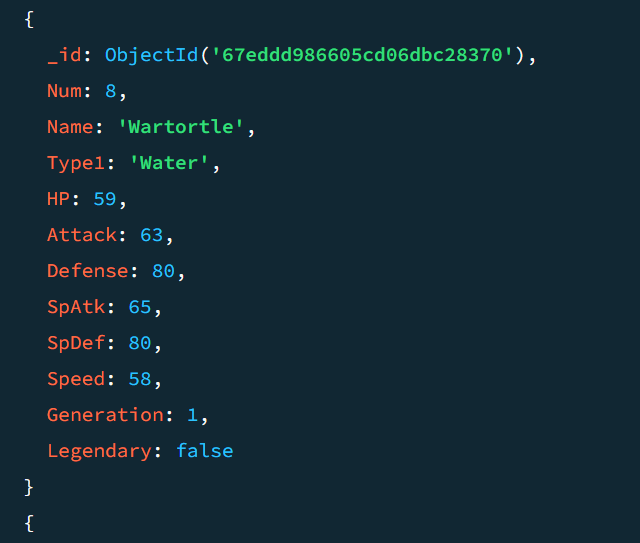 {
_id: ObjectId('67eddd986605cd06dbc28370'),
Num: 8,
Name: 'Wartortle',
Type1: 'Water',
HP: 59,
Attack: 63,
Defense: 80,
SpAtk: 65,
SpDef: 80,
Speed: 58,
Generation: 1,
Legendary: false
}
{